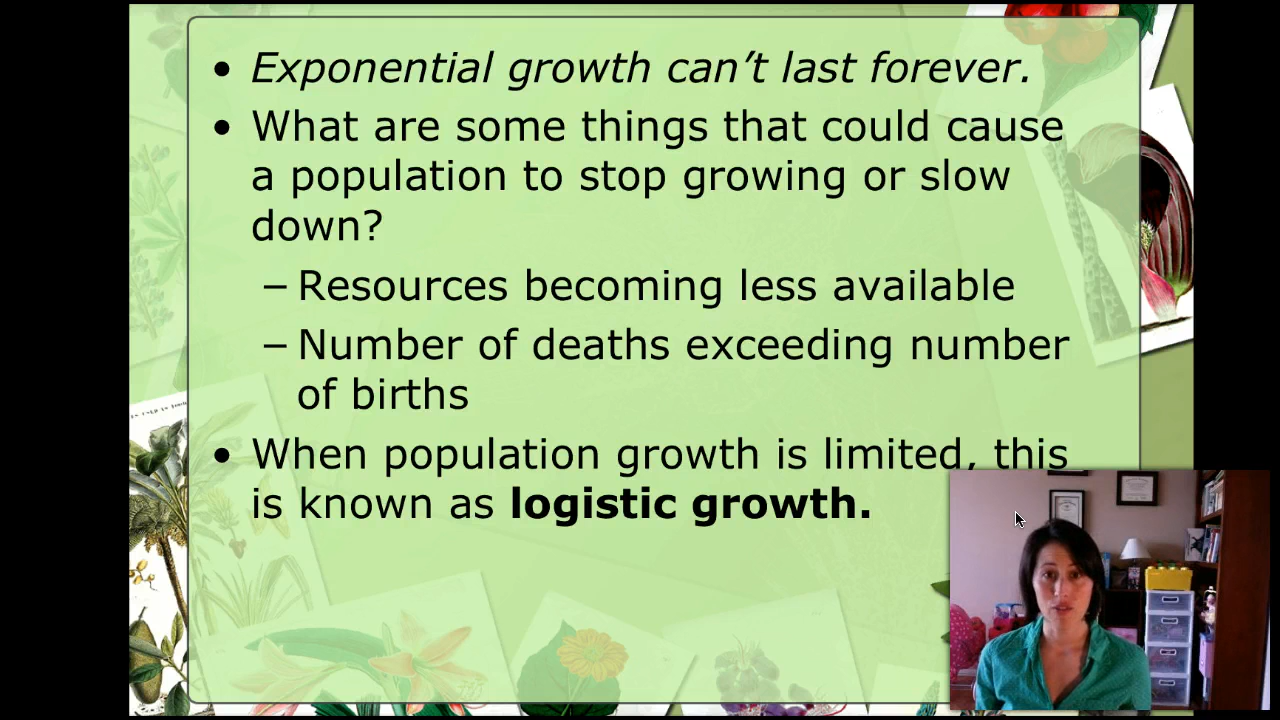 • Exponential growth can’t last forever.
• What are some things that could cause
a population to stop growing or slow
down?
– Resources becoming less available
– Number of deaths exceeding number
of births
• When population growth is limited, this
is known as logistic growth.